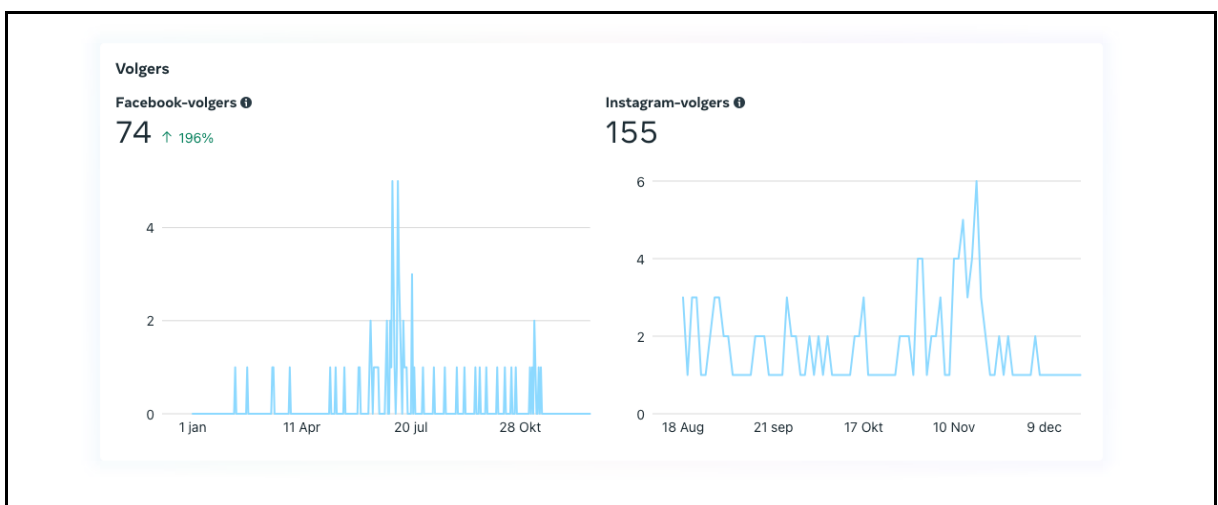 Volgers
Facebook-volgers
74 ↑ 196%
4
2
0
1 jan 11 Apr 20 jul 28 Okt
Instagram-volgers
155
6
4
2
0
18 Aug 21 sep 17 Okt 10 Nov 9 dec